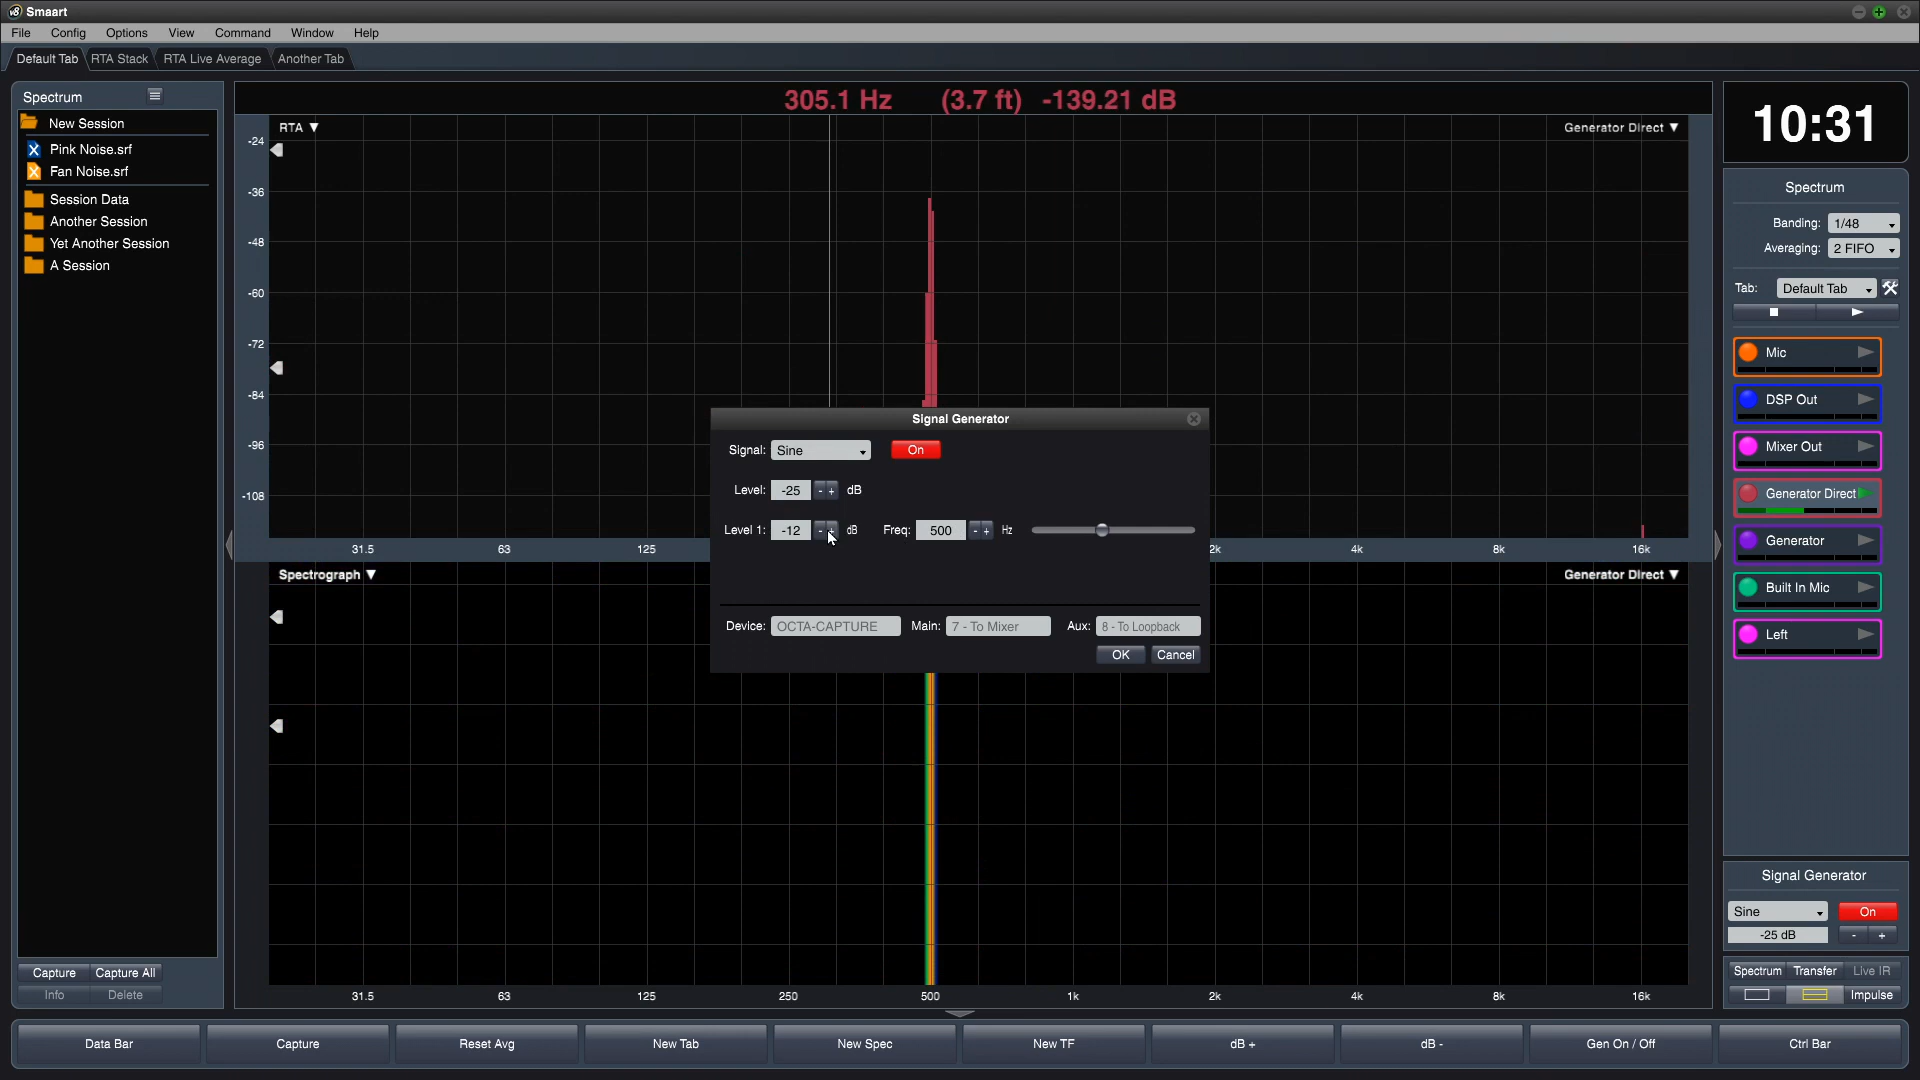 v8 Smaart
File Config Options View Command Window Help
Default Tab RTA Stack RTA Live Average Another Tab
Spectrum
New Session
Pink Noise.srf
Fan Noise.srf
Session Data
Another Session
Yet Another Session
A Session
Capture Capture All
Info Delete
305.1 Hz (3.7 ft) -139.21 dB
RTA ▼ Generator Direct ▼
-24
-36
-48
-60
-72
-84
-96
-108
31.5 63 125 2k 4k 8k 16k
Signal Generator
Signal: Sine On
Level: -25 - + dB
Level 1: -12 - + dB Freq: 500 - + Hz
Device: OCTA-CAPTURE Main: 7 - To Mixer Aux: 8 - To Loopback
OK Cancel
Spectrograph ▼ Generator Direct ▼
31.5 63 125 250 500 1k 2k 4k 8k 16k
10:31
Spectrum
Banding: 1/48
Averaging: 2 FIFO
Tab: Default Tab
Mic
DSP Out
Mixer Out
Generator Direct
Generator
Built In Mic
Left
Signal Generator
Sine On
-25 dB - +
Spectrum Transfer Live IR
Impulse
Data Bar Capture Reset Avg New Tab New Spec New TF dB + dB - Gen On / Off Ctrl Bar